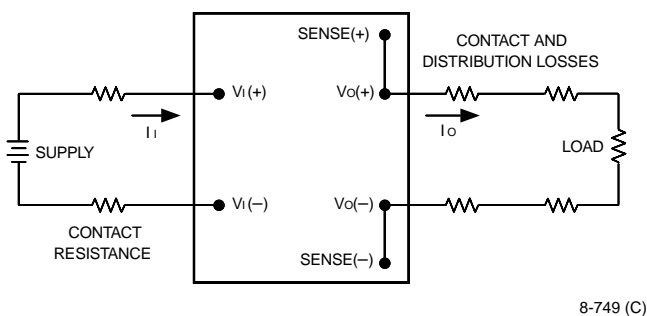 SENSE(+)
CONTACT AND
DISTRIBUTION LOSSES
VI(+)
VO(+)
II
IO
SUPPLY
LOAD
VI(–)
VO(–)
CONTACT
RESISTANCE
SENSE(–)
8-749 (C)